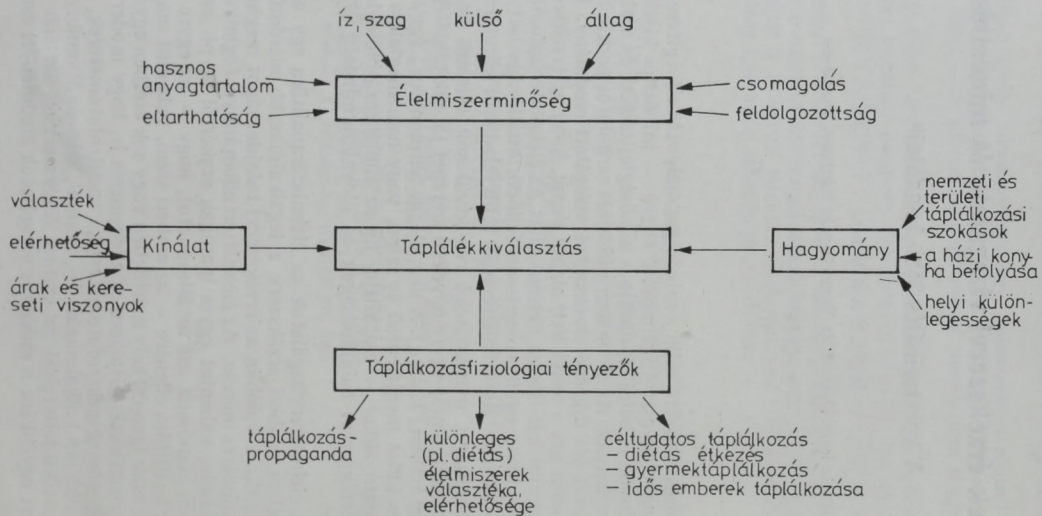 íz, szag
külső
állag
hasznos
anyagtartalom
eltarthatóság
Élelmiszerminőség
csomagolás
feldolgozottság
választék
elérhetőség
árak és kere-
seti viszonyok
Kínálat
Táplálékkiválasztás
Hagyomány
nemzeti és
területi
táplálkozási
szokások
a házi kony-
ha befolyása
helyi külön-
legességek
Táplálkozásfiziológiai tényezők
táplálkozás-
propaganda
különleges
(pl. diétás)
élelmiszerek
választéka,
elérhetősége
céltudatos táplálkozás
– diétás étkezés
– gyermektáplálkozás
– idős emberek táplálkozása